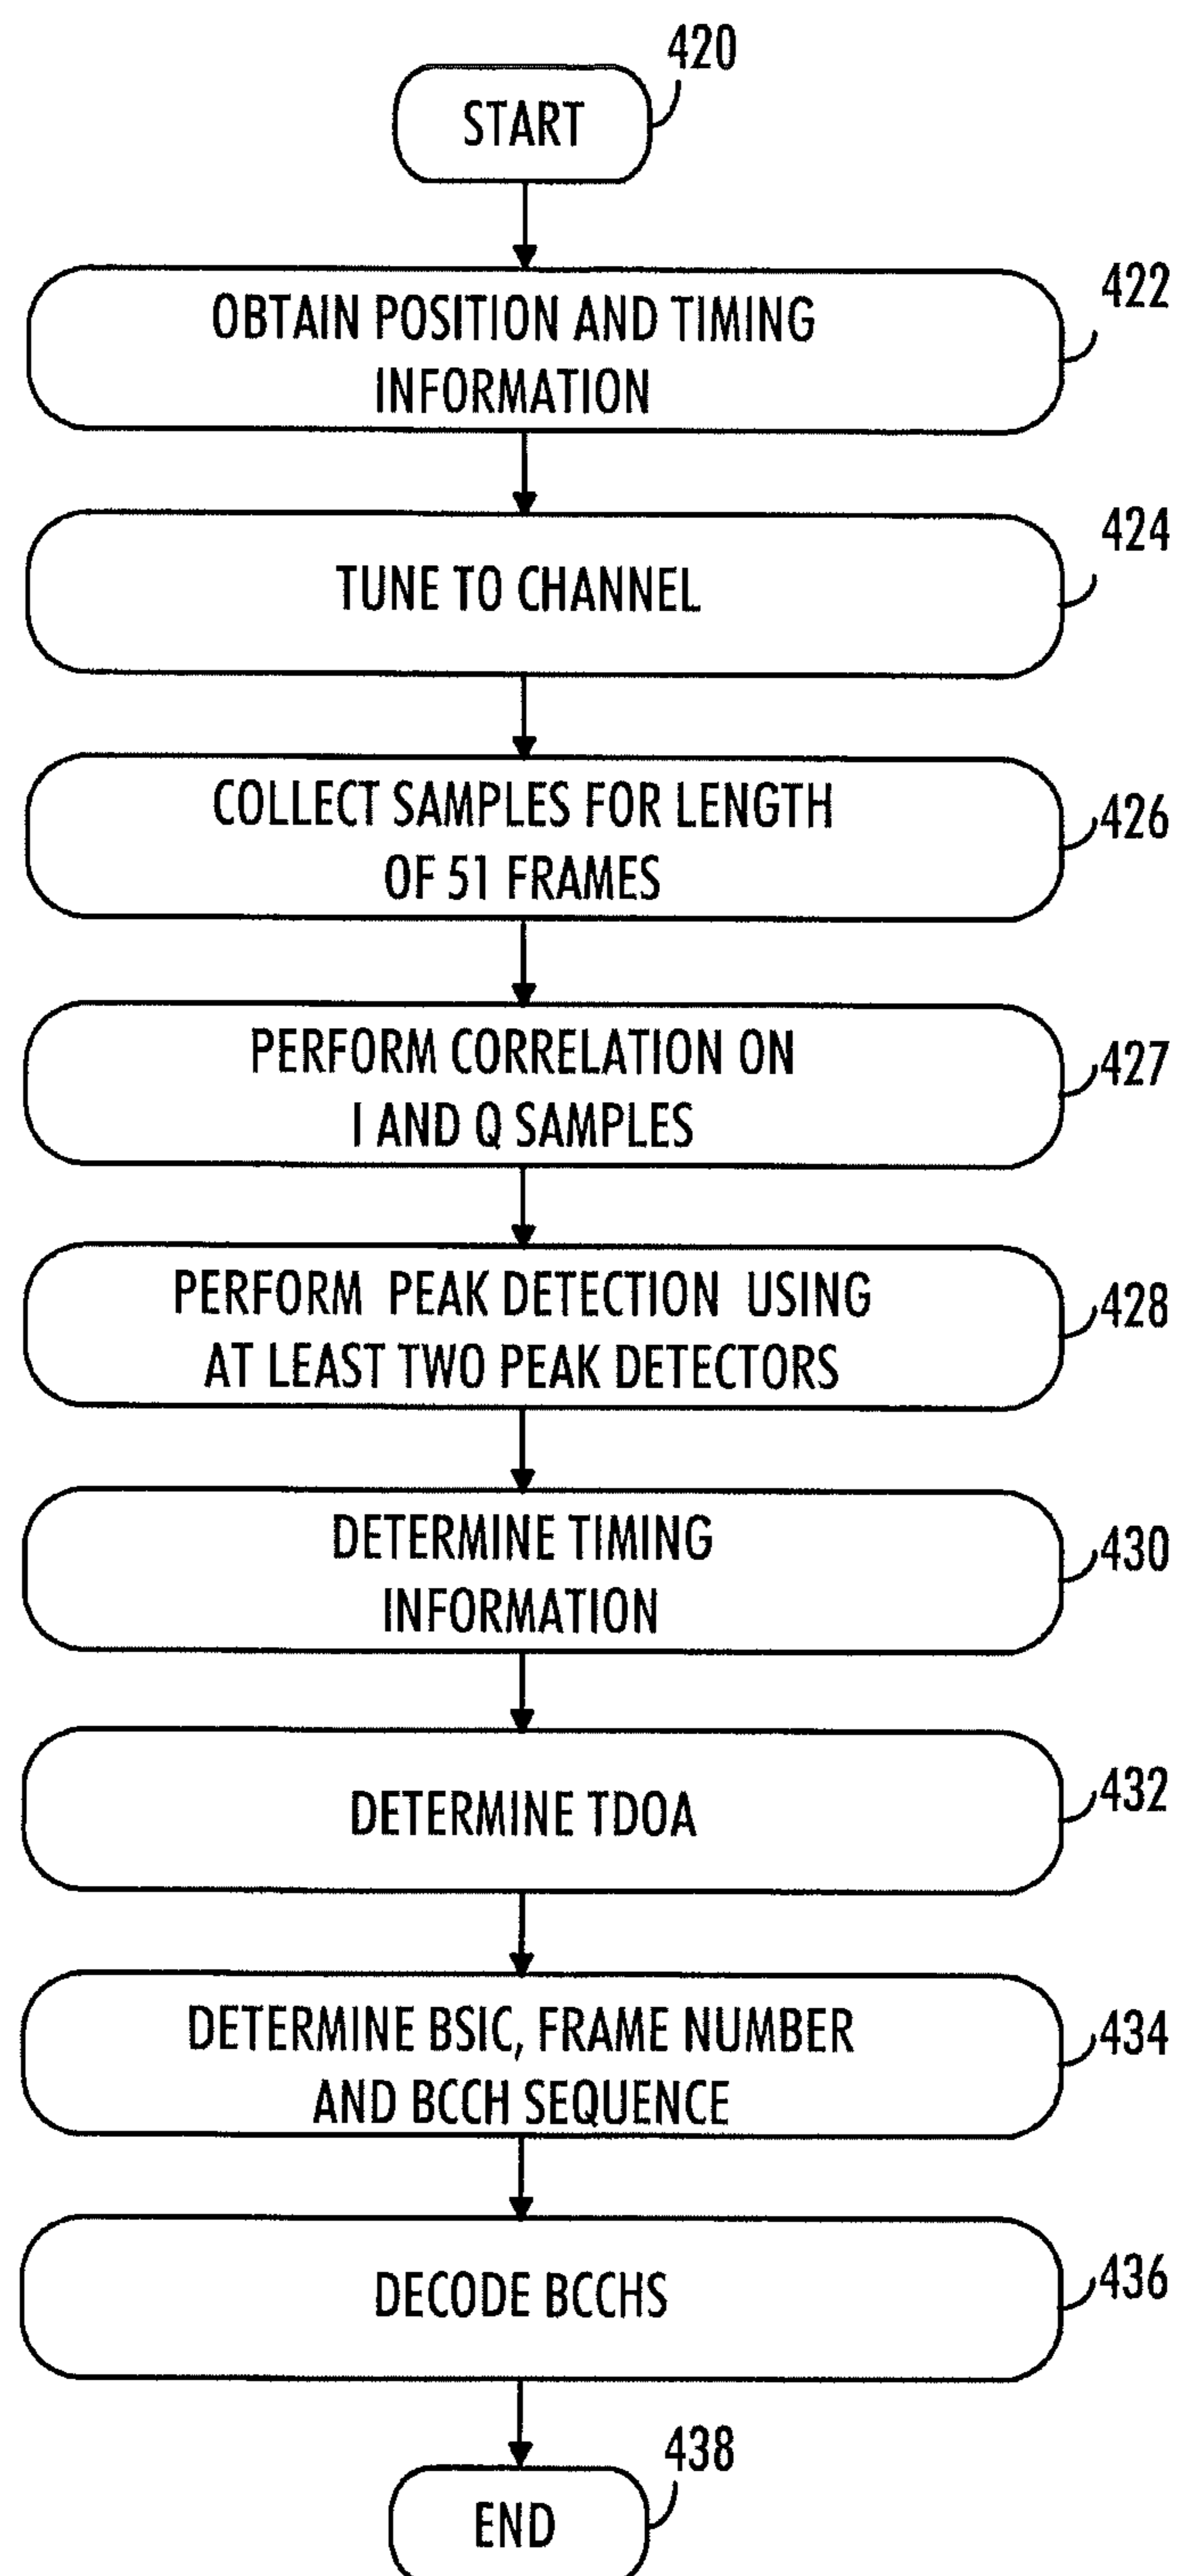 420
START
422
OBTAIN POSITION AND TIMING
INFORMATION
424
TUNE TO CHANNEL
426
COLLECT SAMPLES FOR LENGTH
OF 51 FRAMES
427
PERFORM CORRELATION ON
I AND Q SAMPLES
428
PERFORM PEAK DETECTION USING
AT LEAST TWO PEAK DETECTORS
430
DETERMINE TIMING
INFORMATION
432
DETERMINE TDOA
434
DETERMINE BSIC, FRAME NUMBER
AND BCCH SEQUENCE
436
DECODE BCCHS
438
END